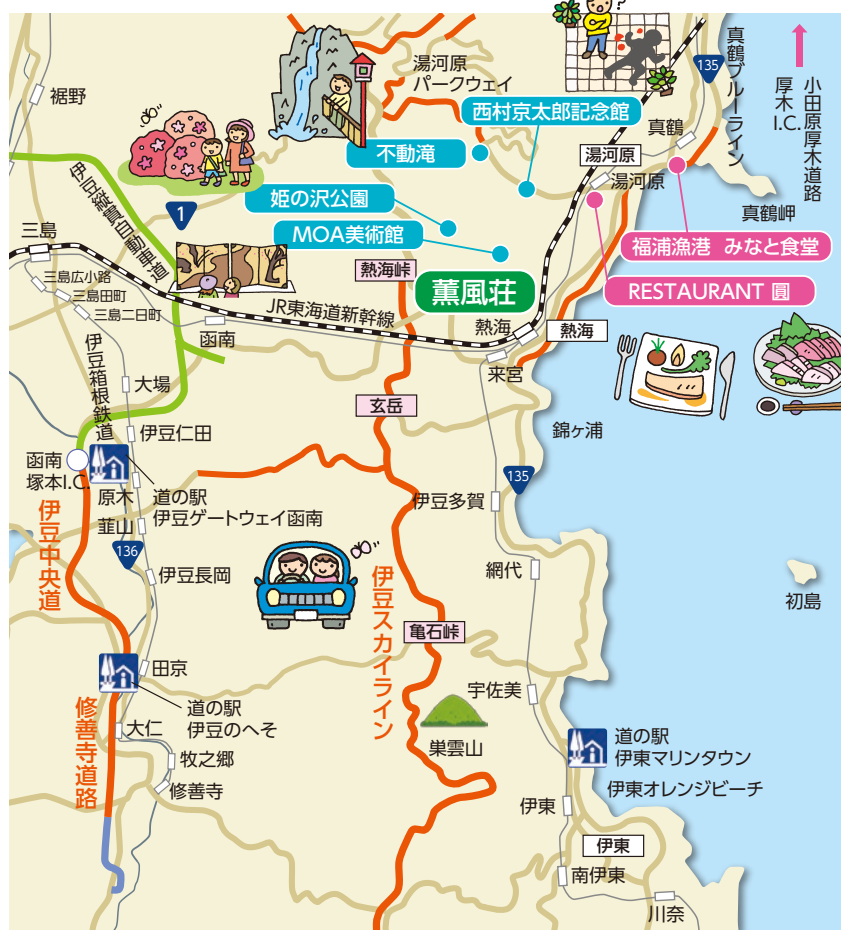 ?
湯河原
パークウェイ
135
真鶴ブルーライン
小田原厚木道路
厚木I.C.
裾野
西村京太郎記念館
真鶴
不動滝
湯河原
湯河原
伊豆縦貫自動車道
姫の沢公園
真鶴岬
1
三島
MOA美術館
福浦漁港 みなと食堂
三島広小路
熱海峠
薫風荘
RESTAURANT 圓
三島田町
JR東海道新幹線
三島二日町
函南
熱海
熱海
伊豆箱根鉄道
来宮
大場
玄岳
錦ヶ浦
伊豆仁田
函南
塚本I.C.
135
原木
道の駅
伊豆ゲートウェイ函南
伊豆多賀
韮山
伊豆中央道
136
伊豆長岡
伊豆スカイライン
網代
初島
亀石峠
田京
宇佐美
道の駅
伊豆のへそ
修善寺道路
大仁
巣雲山
道の駅
伊東マリンタウン
牧之郷
伊東オレンジビーチ
修善寺
伊東
伊東
南伊東
川奈